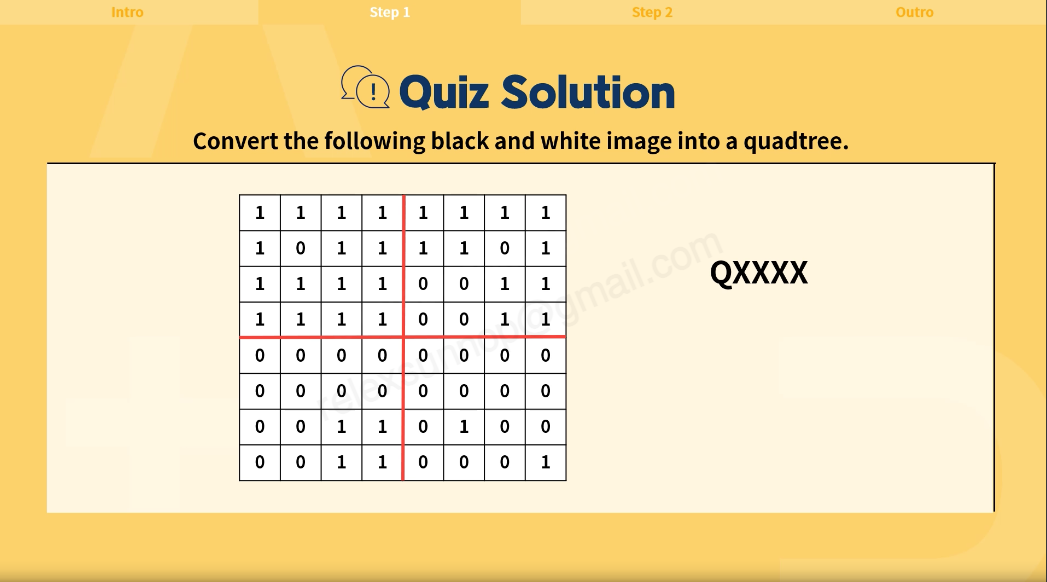 Intro Step 1 Step 2 Outro
! Quiz Solution
Convert the following black and white image into a quadtree.
1 1 1 1 1 1 1 1
1 0 1 1 1 1 0 1
1 1 1 1 0 0 1 1
1 1 1 1 0 0 1 1
0 0 0 0 0 0 0 0
0 0 0 0 0 0 0 0
0 0 1 1 0 1 0 0
0 0 1 1 0 0 0 1
QXXXX